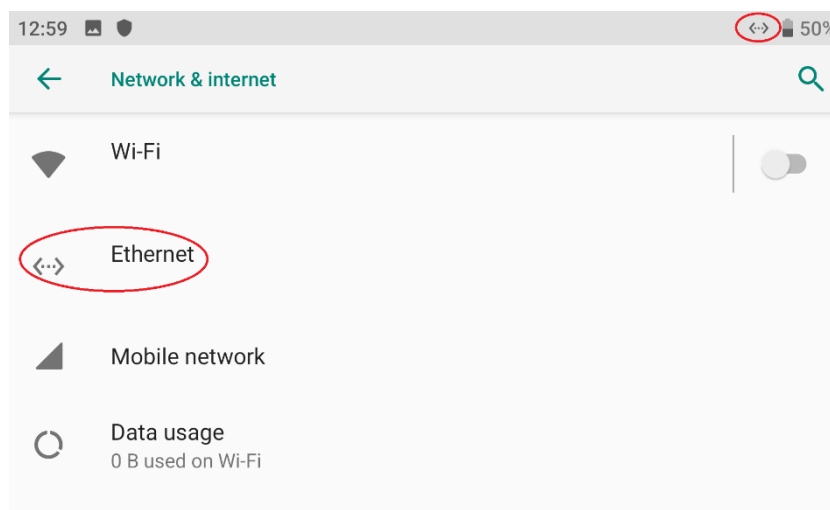 12:59 50%
Network & internet
Wi-Fi
Ethernet
Mobile network
Data usage
0 B used on Wi-Fi